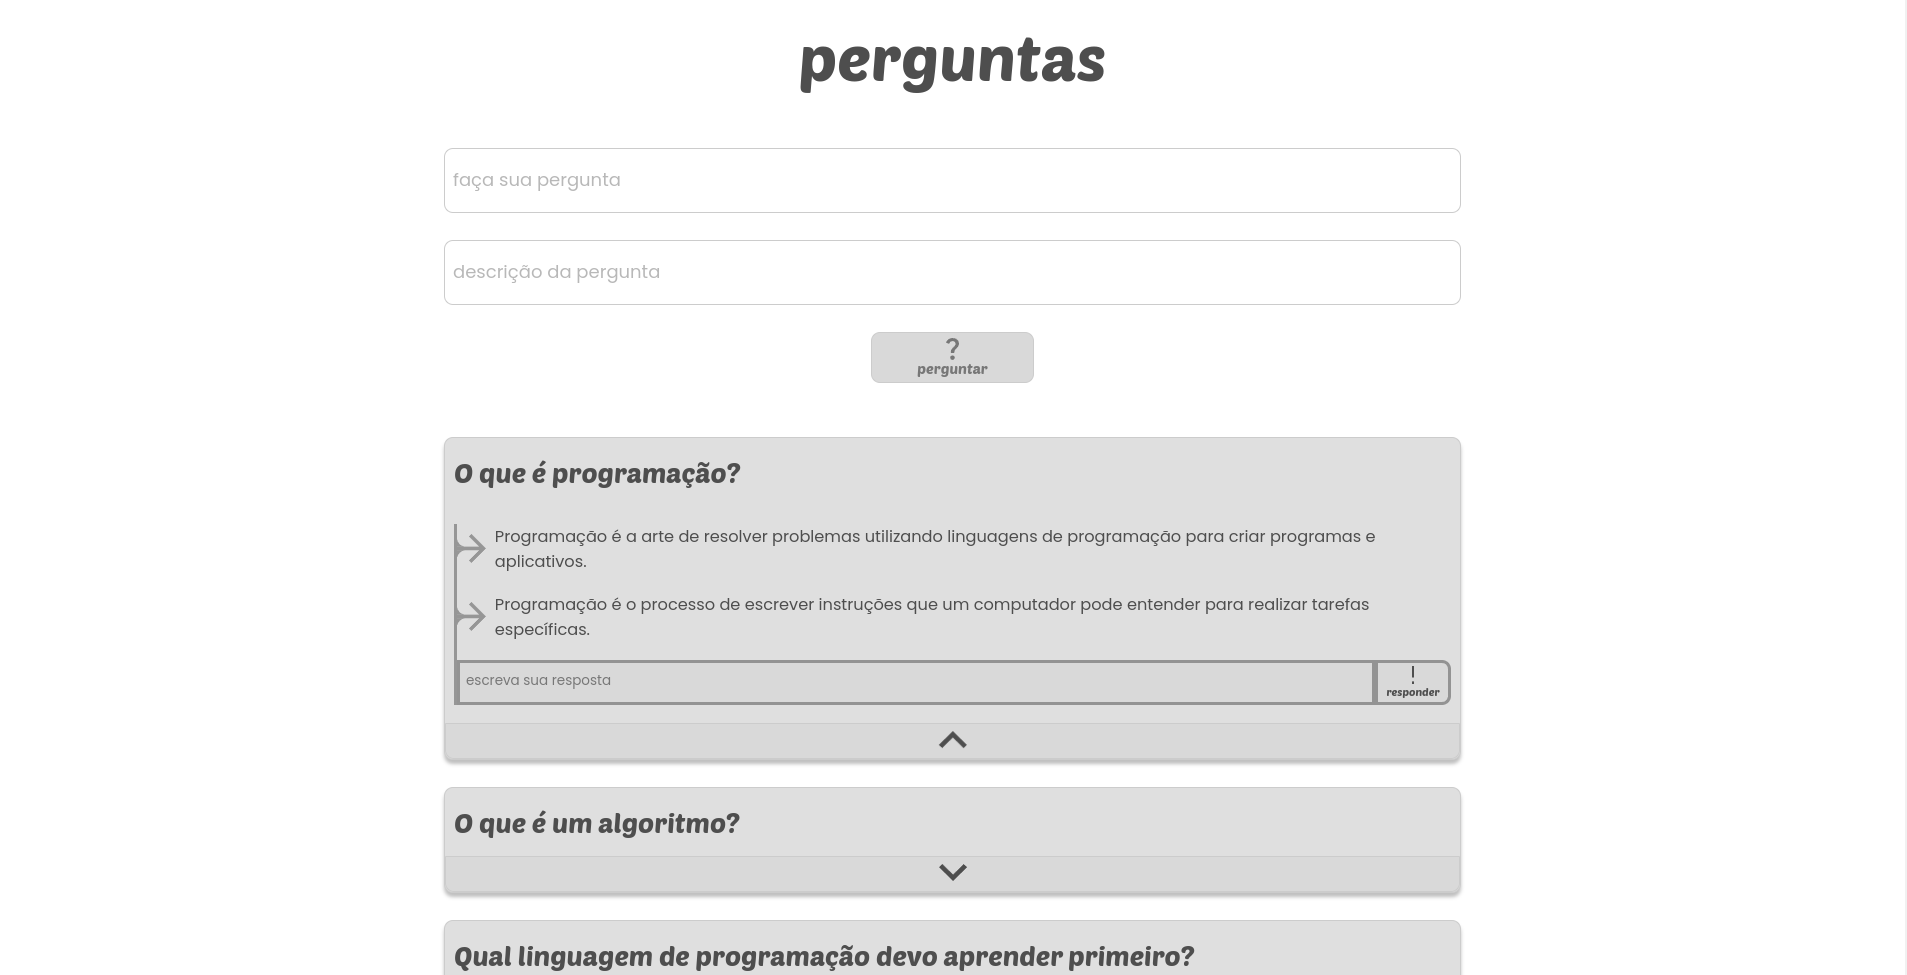 perguntas
faça sua pergunta
descrição da pergunta
?
perguntar
O que é programação?
Programação é a arte de resolver problemas utilizando linguagens de programação para criar programas e
aplicativos.
Programação é o processo de escrever instruções que um computador pode entender para realizar tarefas
específicas.
escreva sua resposta
!
responder
O que é um algoritmo?
Qual linguagem de programação devo aprender primeiro?